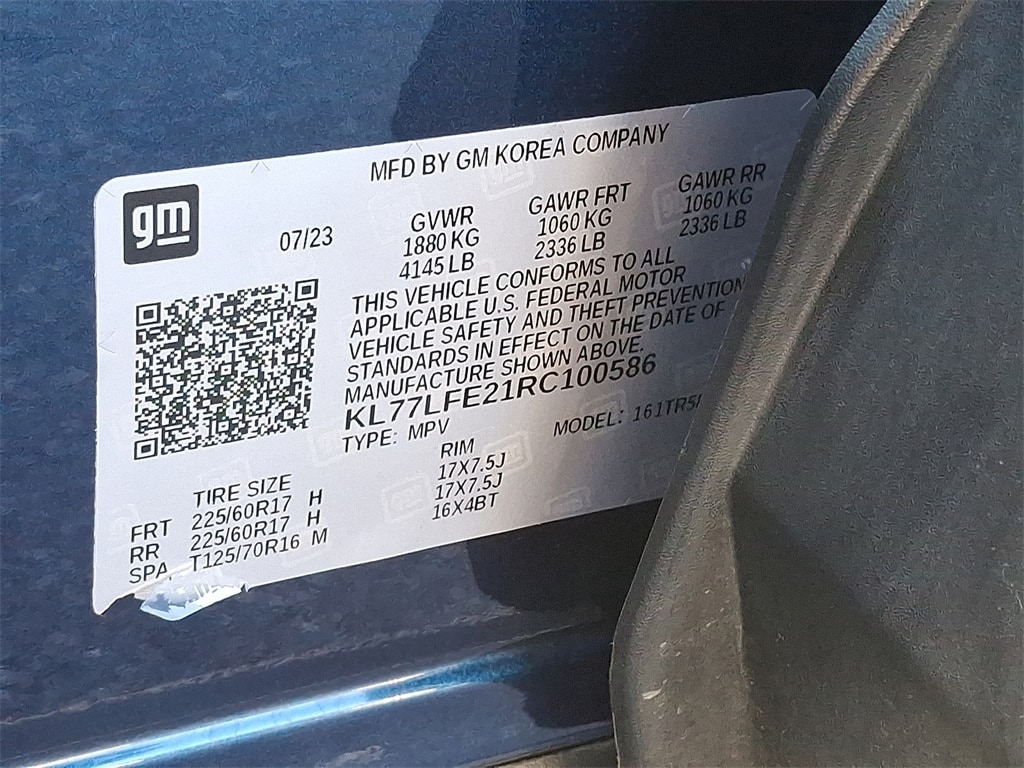 MFD BY GM KOREA COMPANY
gm
07/23
GVWR GAWR FRT GAWR RR
1880 KG 1060 KG 1060 KG
4145 LB 2336 LB 2336 LB
THIS VEHICLE CONFORMS TO ALL
APPLICABLE U.S. FEDERAL MOTOR
VEHICLE SAFETY AND THEFT PREVENTION
STANDARDS IN EFFECT ON THE DATE OF
MANUFACTURE SHOWN ABOVE.
KL77LFE21RC100586
TYPE: MPV MODEL:
TIRE SIZE RIM
FRT 225/60R17 H 17X7.5J
RR 225/60R17 H 17X7.5J
SPA T125/70R16 M 16X4BT